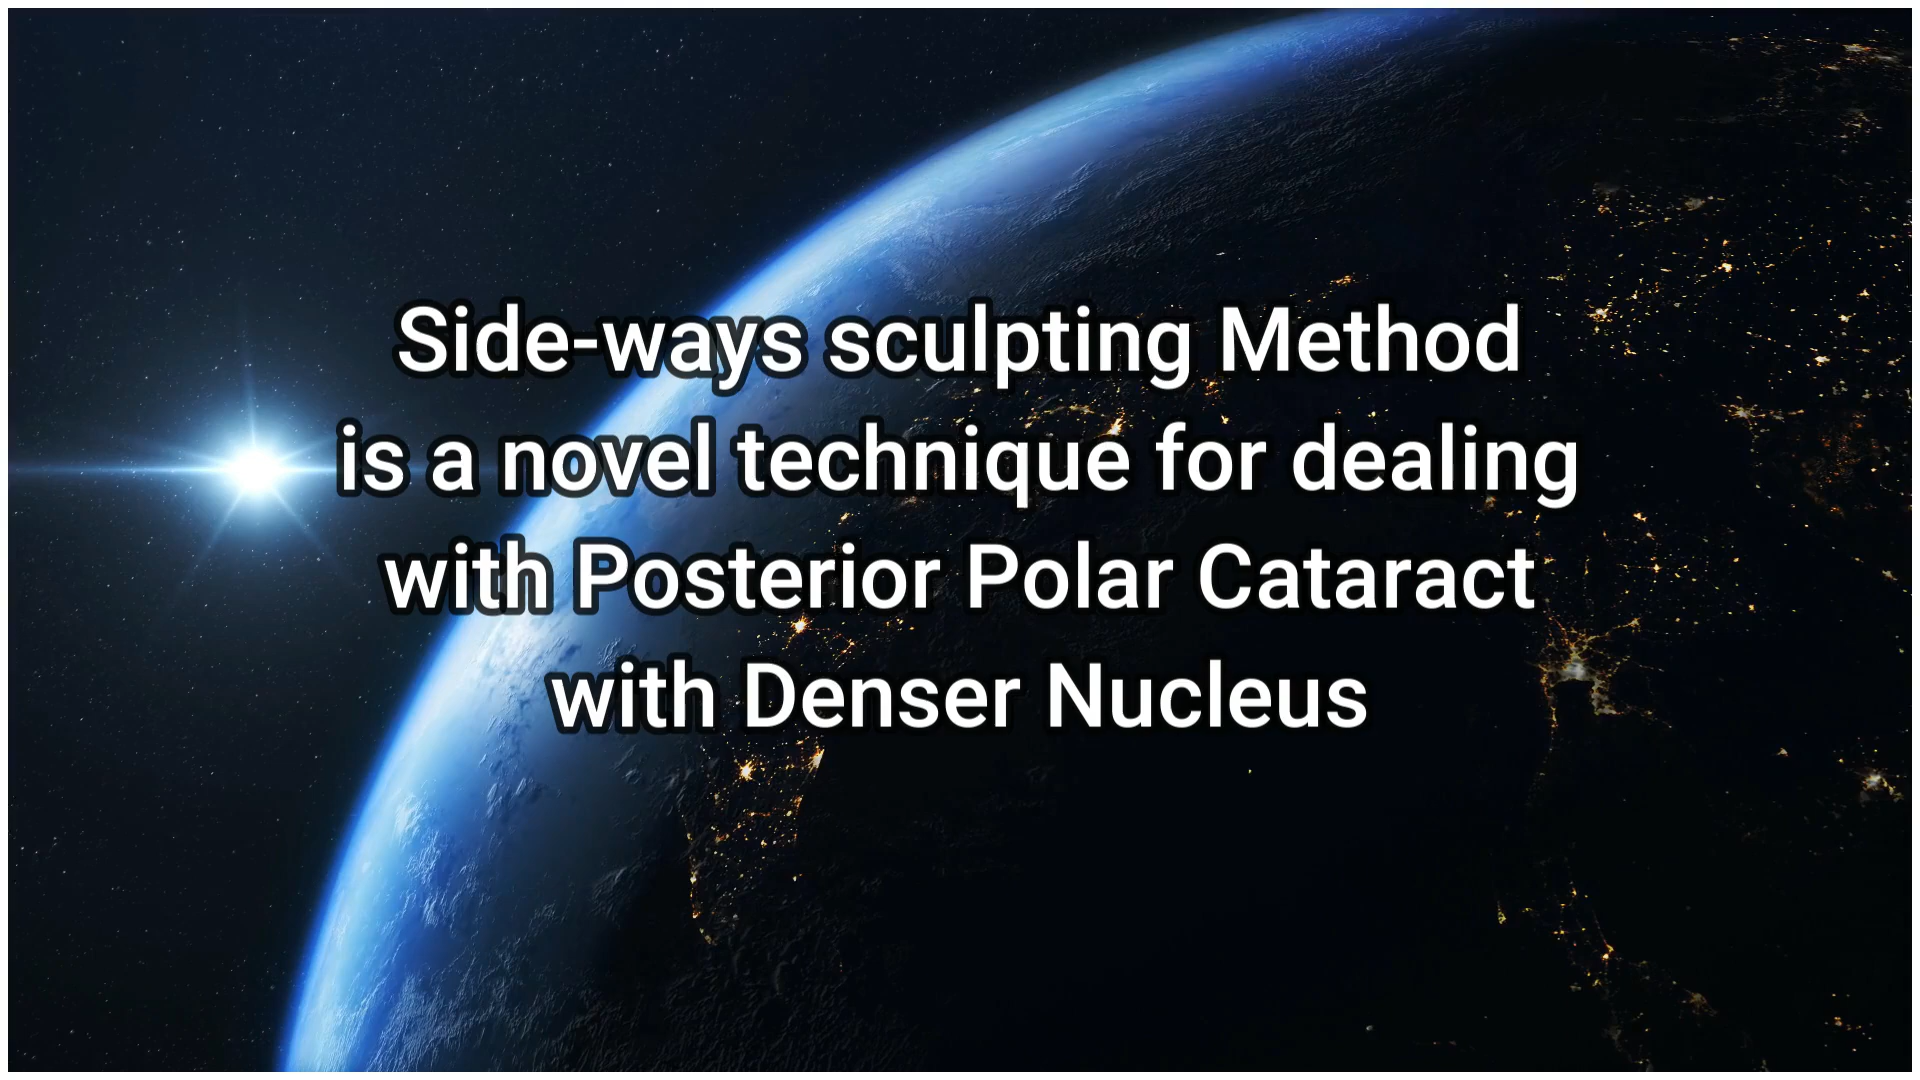 Side-ways sculpting Method
is a novel technique for dealing
with Posterior Polar Cataract
with Denser Nucleus